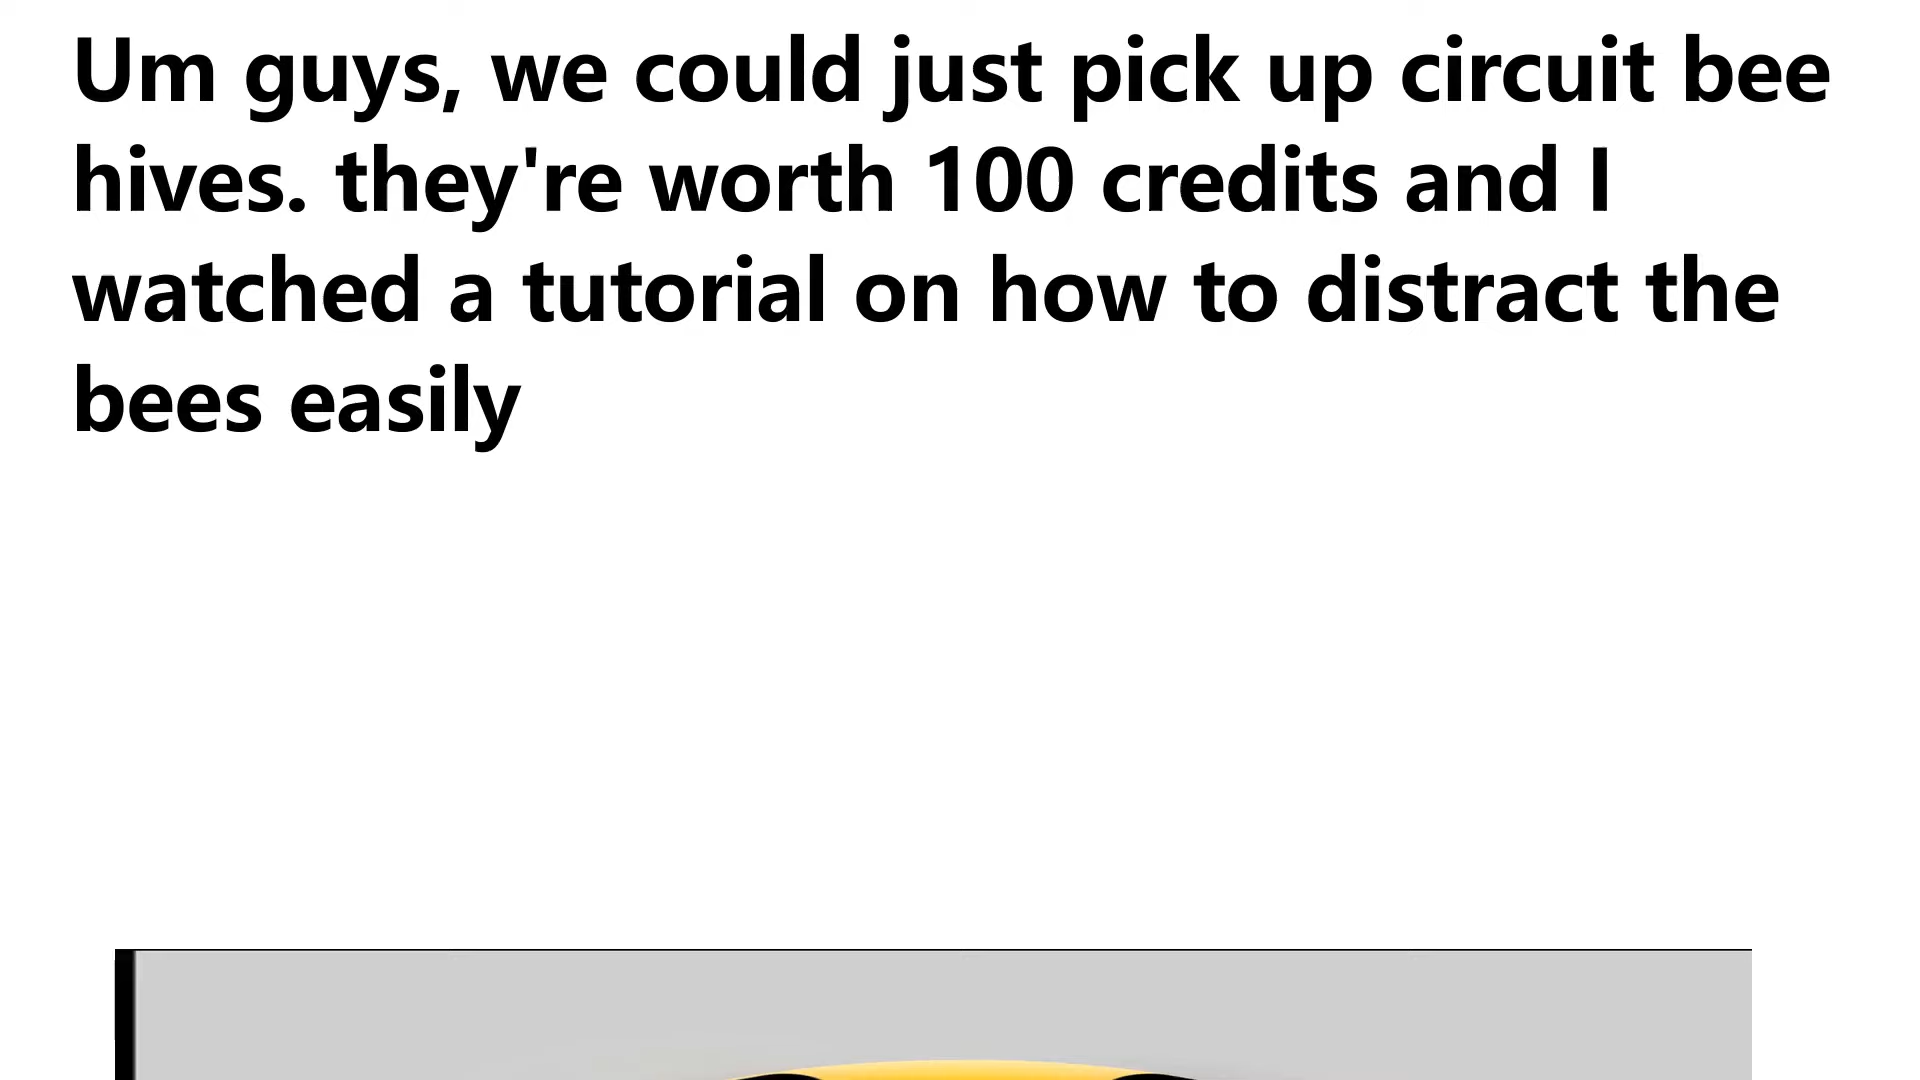 Um guys, we could just pick up circuit bee
hives. they're worth 100 credits and I
watched a tutorial on how to distract the
bees easily